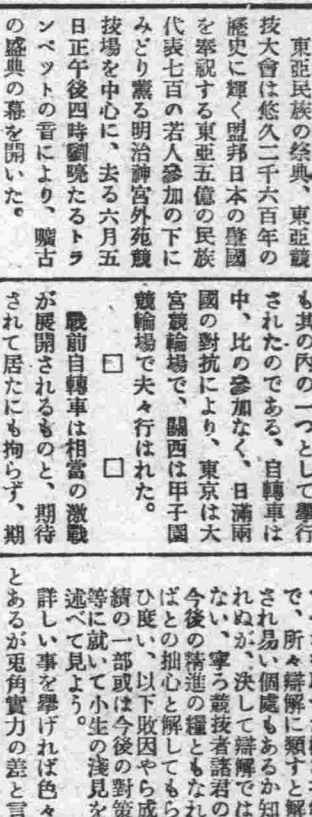 東亞民族の祭典、東亞競
技大會は悠久二千六百年の
歷史に輝く盟邦日本の肇國
を奉祝する東亞五億の民族
代表七百の若人參加の下に
みどり薰る明治神宮外苑競
技場を中心に、去る六月五
日正午後四時劉喨たるトラ
ンペットの音により、曠古
の盛典の幕を開いた。
も其の內の一つとして擧行
されたのである、自轉車は
中、比の參加なく、日滿兩
國の對抗により、東京は大
宮競輪場で、關西は甲子園
競輪場で夫々行はれた。
□　□
戰前自轉車は相當の激戰
が展開されるものと、期待
されて居たにも拘らず、期
で、所々辯解に類すと解
され易い個處もあるか知
れぬが、決して辯解では
ない、寧ろ競技者諸君の
今後の精進の糧ともなれ
ばとの拙心と解してもら
ひ度い、以下敗因やら成
績の一部或は今後の對策
等に就いて小生の淺見を
述べて見よう。
詳しい事を擧げれば色々
とあるが兎角實力の差と言